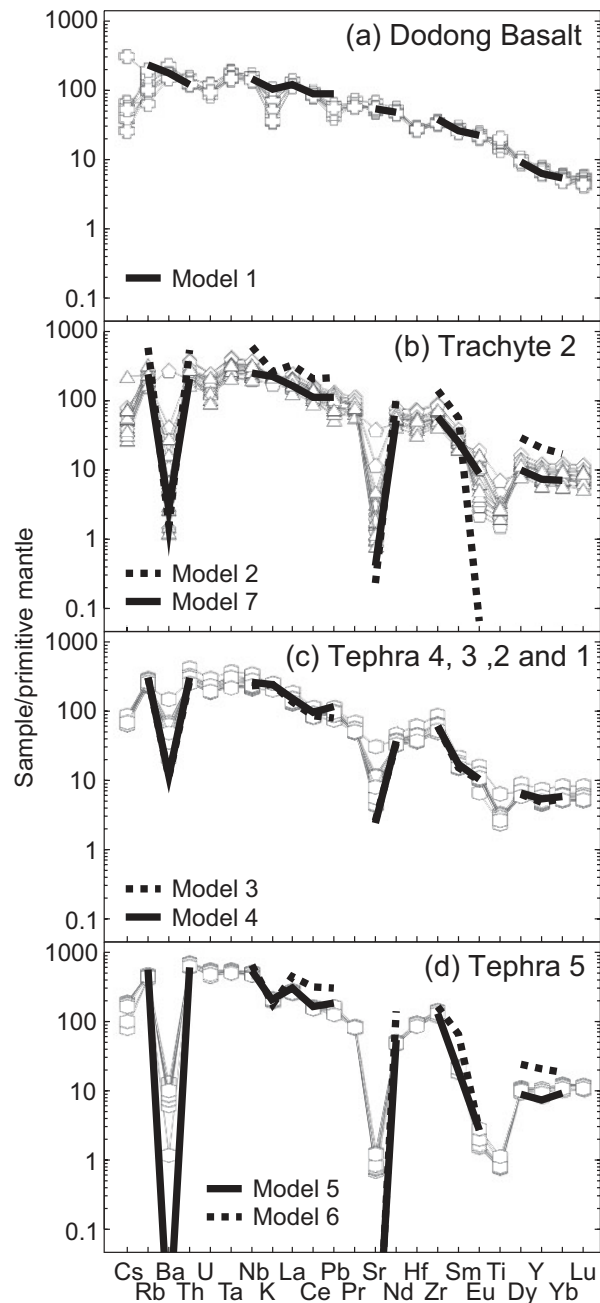 (a) Dodong Basalt
1000
100
10
1
0.1
Model 1
(b) Trachyte 2
1000
100
10
1
0.1
Model 2
Model 7
(c) Tephra 4, 3 ,2 and 1
1000
100
10
1
0.1
Model 3
Model 4
(d) Tephra 5
1000
100
10
1
0.1
Model 5
Model 6
Sample/primitive mantle
Cs Ba U Nb La Pb Sr Hf Sm Ti Y Lu
Rb Th Ta K Ce Pr Nd Zr Eu Dy Yb